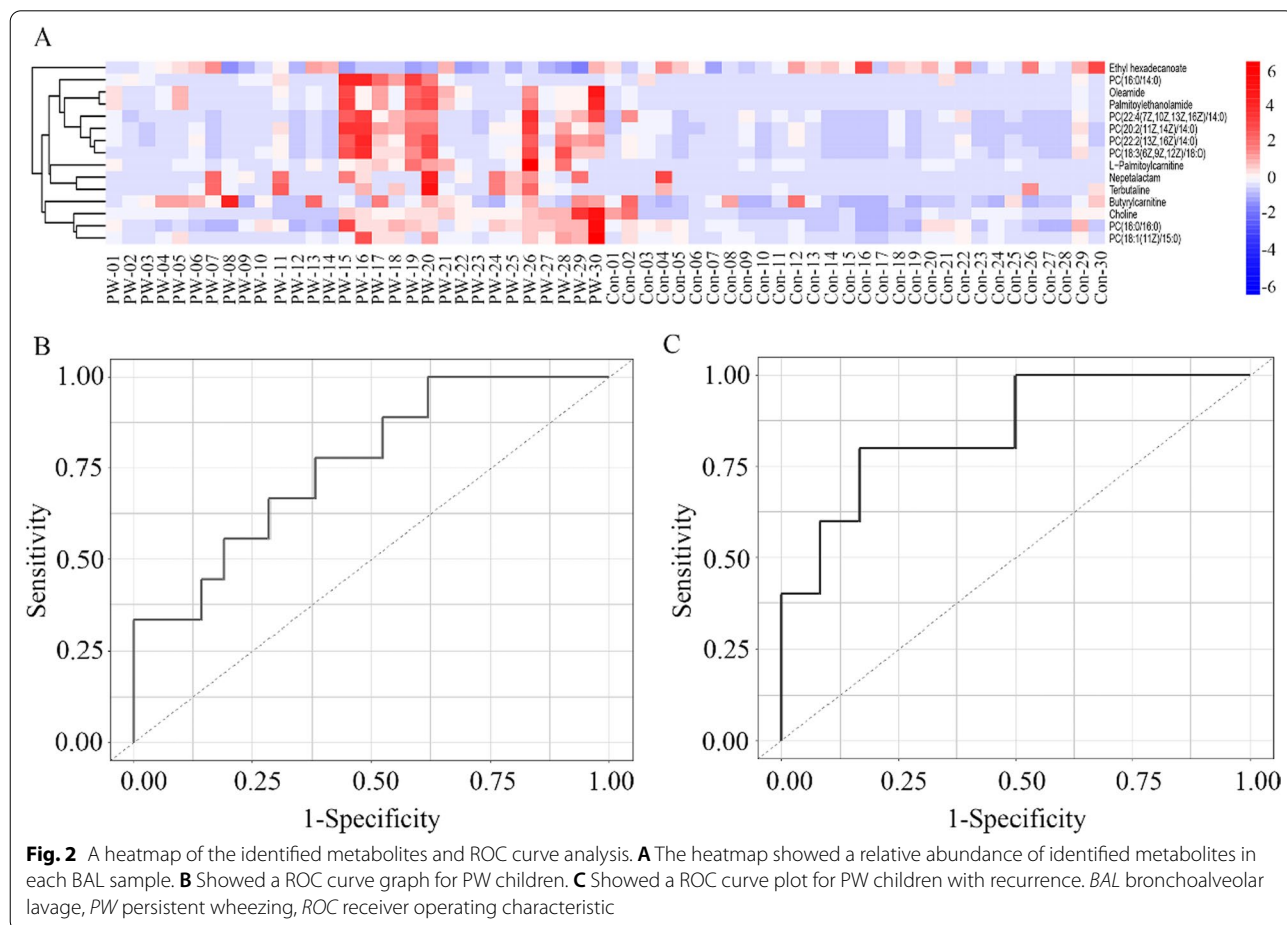 A
Ethyl hexadecanoate
PC(16:0/14:0)
Oleamide
Palmitoylethanolamide
PC(22:4(7Z,10Z,13Z,16Z)/14:0)
PC(20:2(11Z,14Z)/14:0)
PC(22:2(13Z,16Z)/14:0)
PC(18:3(6Z,9Z,12Z)/18:0)
L-Palmitoylcarnitine
Nepetalactam
Terbutaline
Butyrylcarnitine
Choline
PC(16:0/16:0)
PC(18:1(11Z)/15:0)
6
4
2
0
-2
-4
-6
PW-01
PW-02
PW-03
PW-04
PW-05
PW-06
PW-07
PW-08
PW-09
PW-10
PW-11
PW-12
PW-13
PW-14
PW-15
PW-16
PW-17
PW-18
PW-19
PW-20
PW-21
PW-22
PW-23
PW-24
PW-25
PW-26
PW-27
PW-28
PW-29
PW-30
Con-01
Con-02
Con-03
Con-04
Con-05
Con-06
Con-07
Con-08
Con-09
Con-10
Con-11
Con-12
Con-13
Con-14
Con-15
Con-16
Con-17
Con-18
Con-19
Con-20
Con-21
Con-22
Con-23
Con-24
Con-25
Con-26
Con-27
Con-28
Con-29
Con-30
B
1.00
0.75
0.50
0.25
0.00
Sensitivity
0.00 0.25 0.50 0.75 1.00
1-Specificity
C
1.00
0.75
0.50
0.25
0.00
Sensitivity
0.00 0.25 0.50 0.75 1.00
1-Specificity
Fig. 2 A heatmap of the identified metabolites and ROC curve analysis. A The heatmap showed a relative abundance of identified metabolites in
each BAL sample. B Showed a ROC curve graph for PW children. C Showed a ROC curve plot for PW children with recurrence. BAL bronchoalveolar
lavage, PW persistent wheezing, ROC receiver operating characteristic